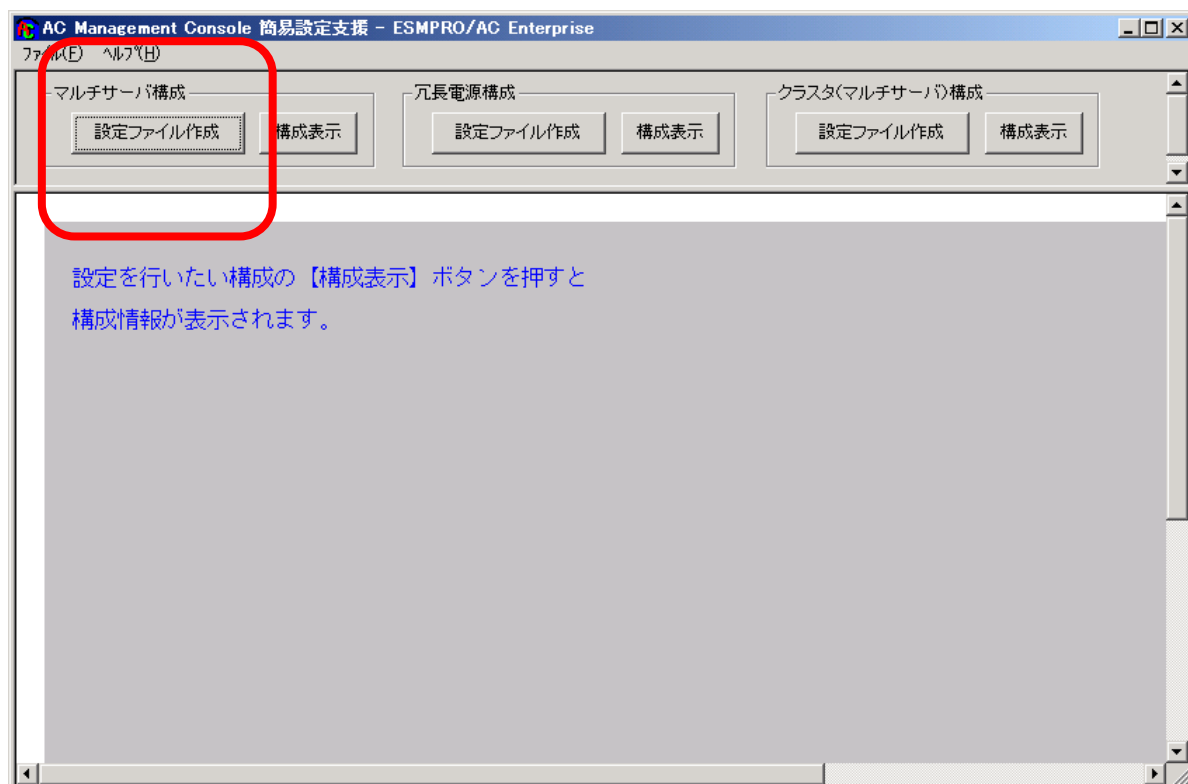 AC Management Console 簡易設定支援 - ESMPRO/AC Enterprise
ファイル(F) ヘルプ(H)
マルチサーバ構成 冗長電源構成 クラスタ(マルチサーバ)構成
設定ファイル作成 構成表示 設定ファイル作成 構成表示 設定ファイル作成 構成表示
設定を行いたい構成の【構成表示】ボタンを押すと
構成情報が表示されます。